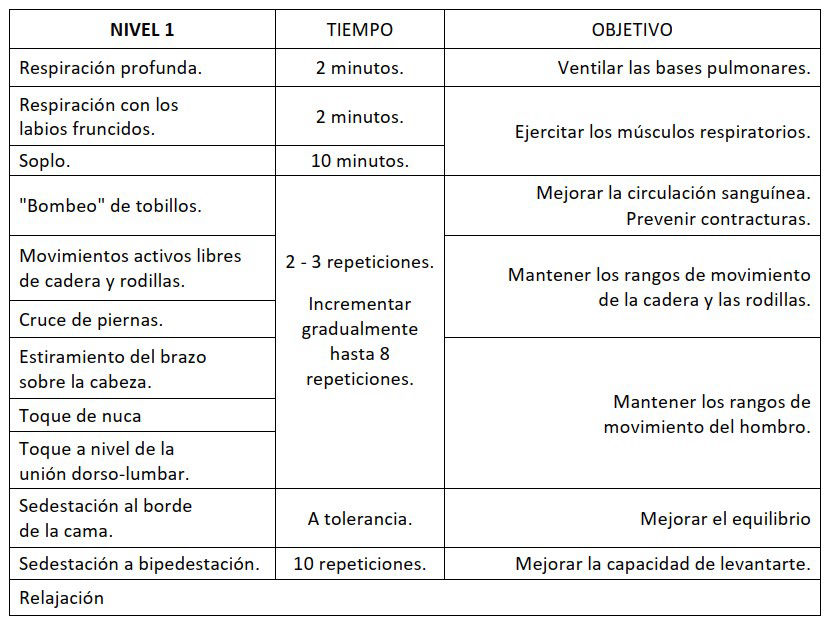 NIVEL 1
TIEMPO
OBJETIVO
Respiración profunda.
2 minutos.
Ventilar las bases pulmonares.
Respiración con los
labios fruncidos.
2 minutos.
Ejercitar los músculos respiratorios.
Soplo.
10 minutos.
"Bombeo" de tobillos.
2 - 3 repeticiones.
Incrementar
gradualmente
hasta 8
repeticiones.
Mejorar la circulación sanguínea.
Prevenir contracturas.
Movimientos activos libres
de cadera y rodillas.
Mantener los rangos de movimiento
de la cadera y las rodillas.
Cruce de piernas.
Estiramiento del brazo
sobre la cabeza.
Mantener los rangos de
movimiento del hombro.
Toque de nuca
Toque a nivel de la
unión dorso-lumbar.
Sedestación al borde
de la cama.
A tolerancia.
Mejorar el equilibrio
Sedestación a bipedestación.
10 repeticiones.
Mejorar la capacidad de levantarte.
Relajación